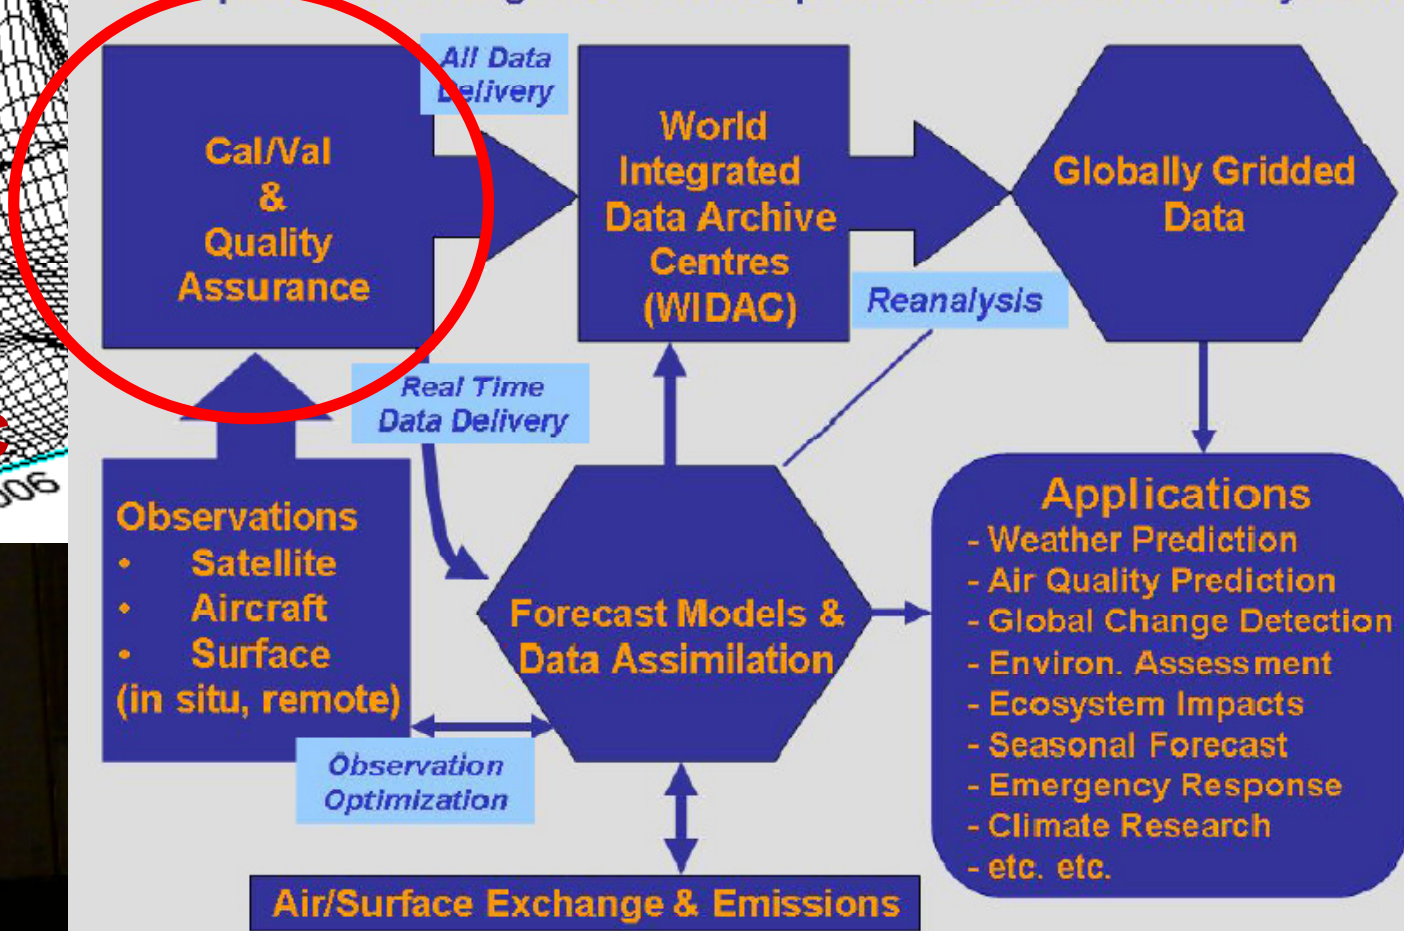 All Data
Delivery
Cal/Val
&
Quality
Assurance
World
Integrated
Data Archive
Centres
(WIDAC)
Globally Gridded
Data
Reanalysis
Real Time
Data Delivery
Observations
• Satellite
• Aircraft
• Surface
(in situ, remote)
Forecast Models &
Data Assimilation
Applications
- Weather Prediction
- Air Quality Prediction
- Global Change Detection
- Environ. Assessment
- Ecosystem Impacts
- Seasonal Forecast
- Emergency Response
- Climate Research
- etc. etc.
Observation
Optimization
Air/Surface Exchange & Emissions